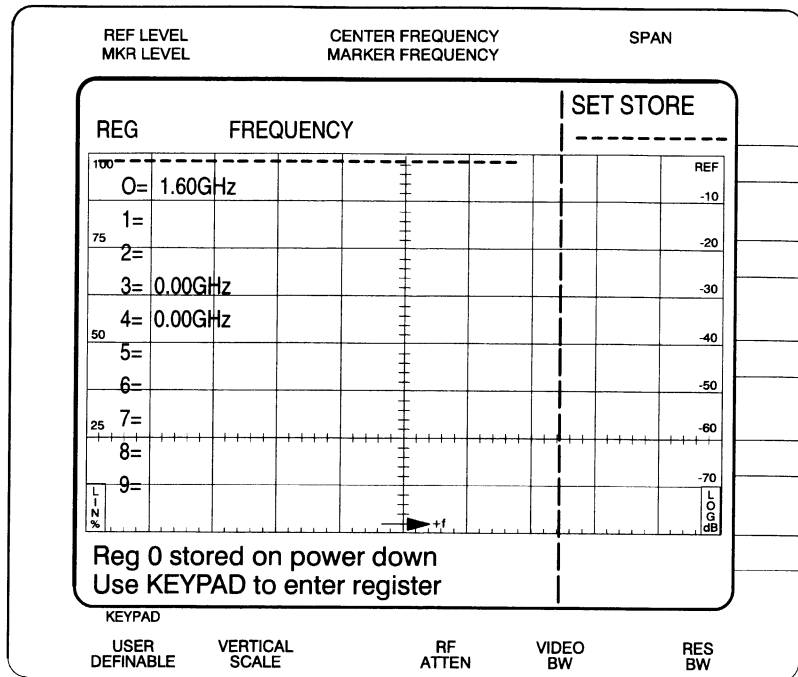 REF LEVEL CENTER FREQUENCY SPAN
MKR LEVEL MARKER FREQUENCY
SET STORE
REG FREQUENCY
100 REF
O= 1.60GHz
-10
1=
75
-20
2=
3= 0.00GHz
-30
4= 0.00GHz
50
-40
5=
6=
-50
7=
25
-60
8=
9=
-70
LIN%
LOG dB
+f
Reg 0 stored on power down
Use KEYPAD to enter register
KEYPAD
USER VERTICAL RF VIDEO RES
DEFINABLE SCALE ATTEN BW BW